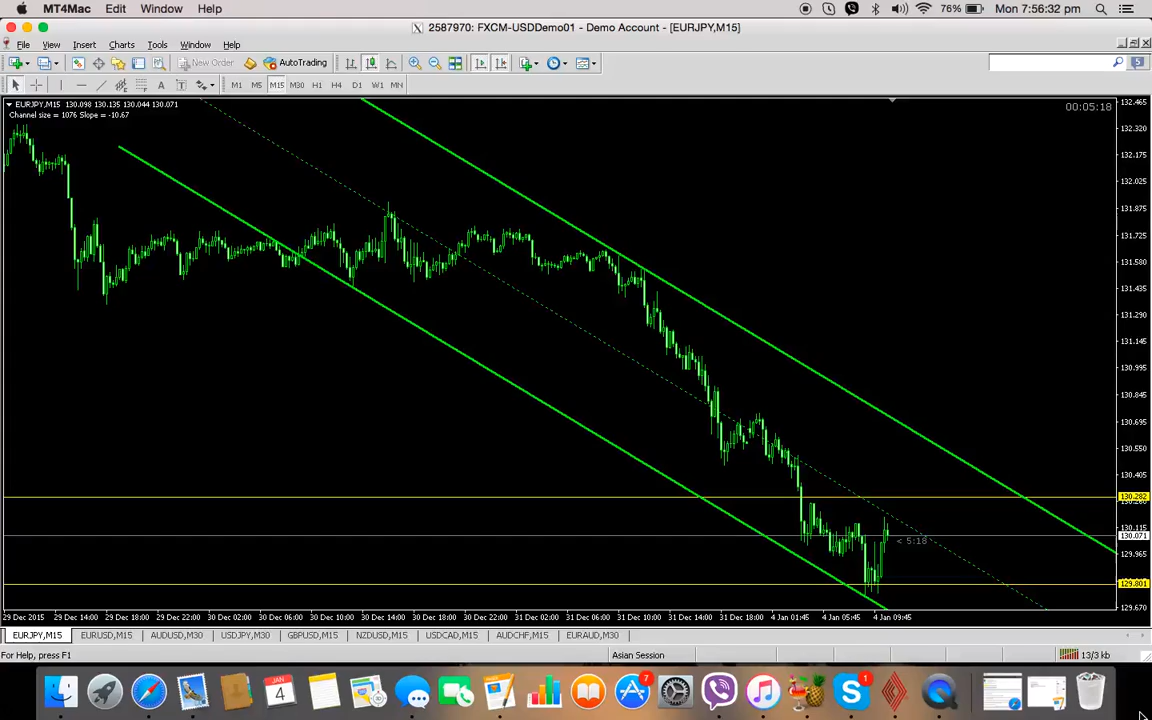 MT4Mac Edit Window Help 76% Mon 7:56:32 pm
2587970: FXCM-USDDemo01 - Demo Account - [EURJPY,M15]
File View Insert Charts Tools Window Help
New Order AutoTrading 5
A T M1 M5 M15 M30 H1 H4 D1 W1 MN
EURJPY,M15 130.098 130.135 130.044 130.071
Channel size = 1076 Slope = -10.67
00:05:18
132.465
132.320
132.175
132.025
131.875
131.725
131.580
131.435
131.290
131.145
130.995
130.845
130.695
130.550
130.405
130.282
130.115
130.071
< 5:18
129.965
129.801
129.670
29 Dec 2015 29 Dec 14:00 29 Dec 18:00 29 Dec 22:00 30 Dec 02:00 30 Dec 06:00 30 Dec 10:00 30 Dec 14:00 30 Dec 18:00 30 Dec 22:00 31 Dec 02:00 31 Dec 06:00 31 Dec 10:00 31 Dec 14:00 31 Dec 18:00 4 Jan 01:45 4 Jan 05:45 4 Jan 09:45
EURJPY,M15 EURUSD,M15 AUDUSD,M30 USDJPY,M30 GBPUSD,M15 NZDUSD,M15 USDCAD,M15 AUDCHF,M15 EURAUD,M30
For Help, press F1 Asian Session 13/3 kb
4 7 1